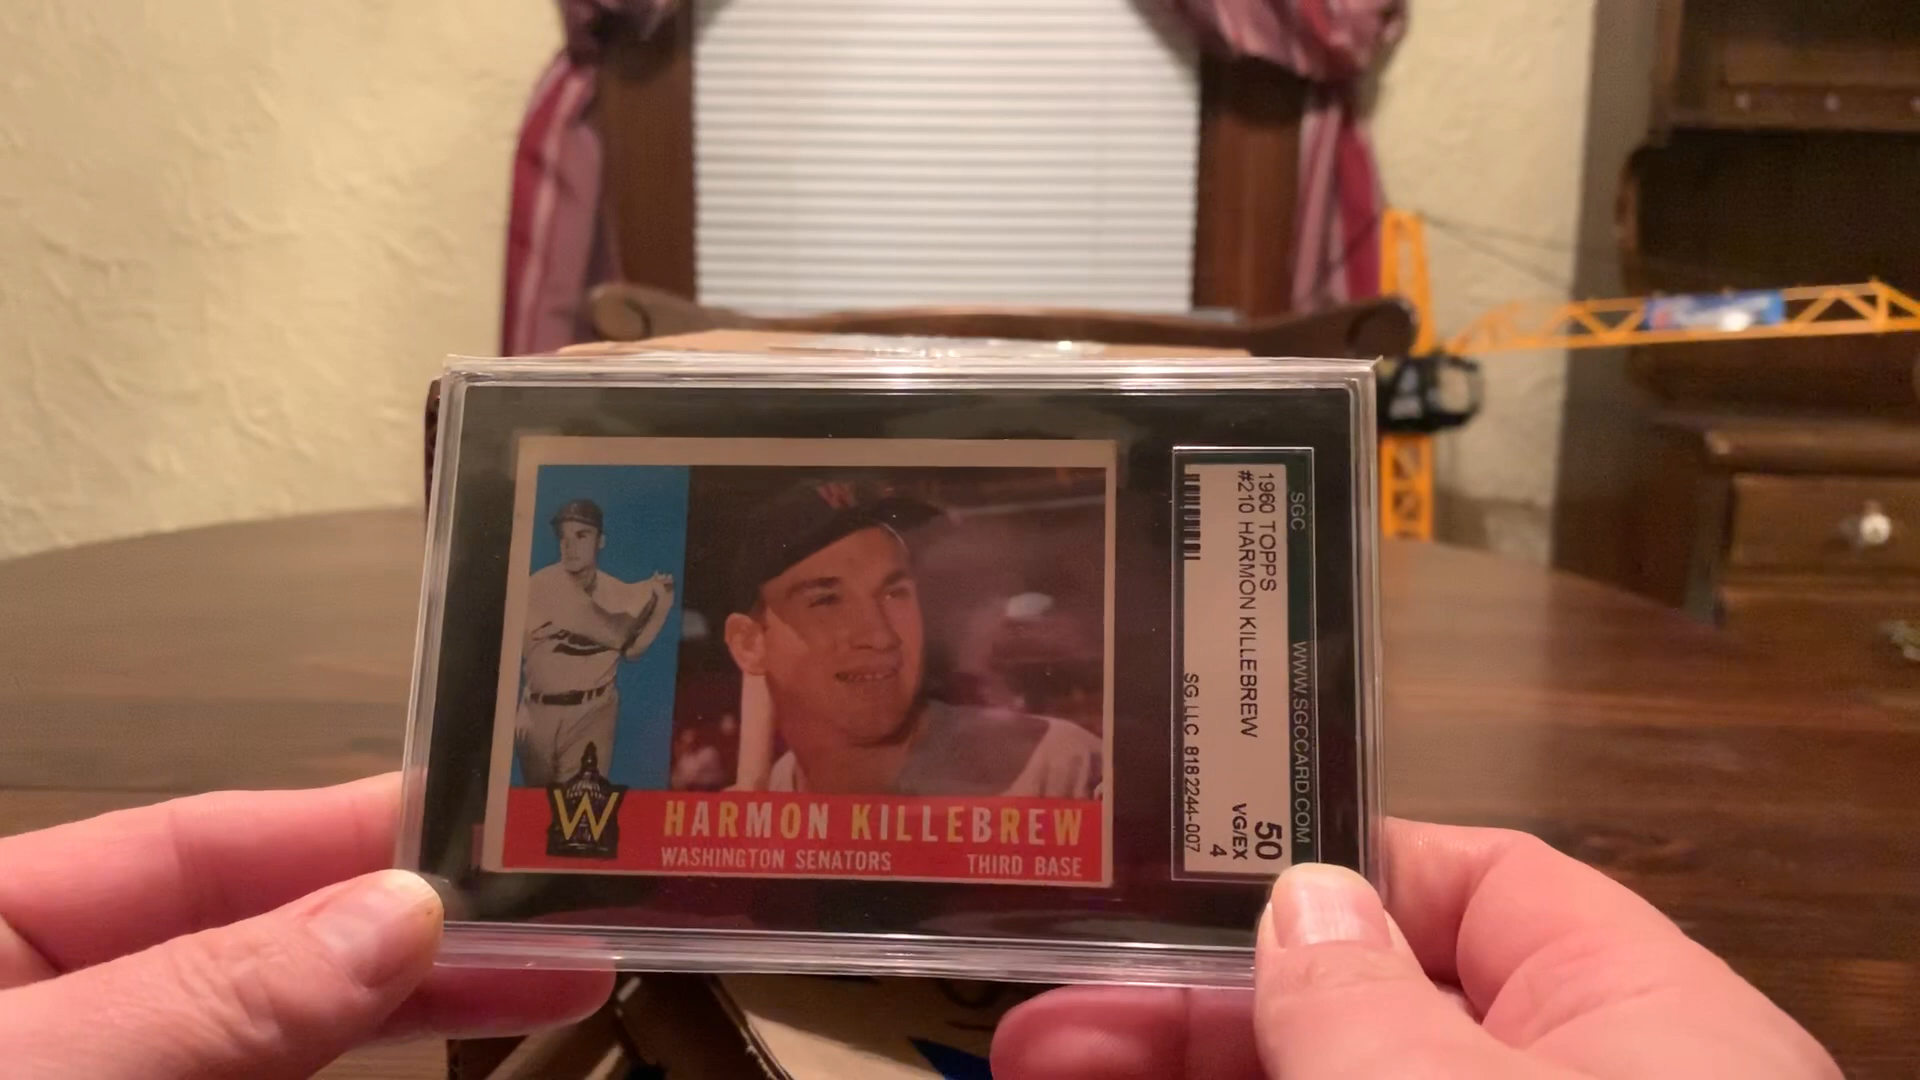 W
W
HARMON KILLEBREW
WASHINGTON SENATORS THIRD BASE
SGC WWW.SGCCARD.COM
1960 TOPPS 50
#210 HARMON KILLEBREW VG/EX
4
SG LLC 8182244-007